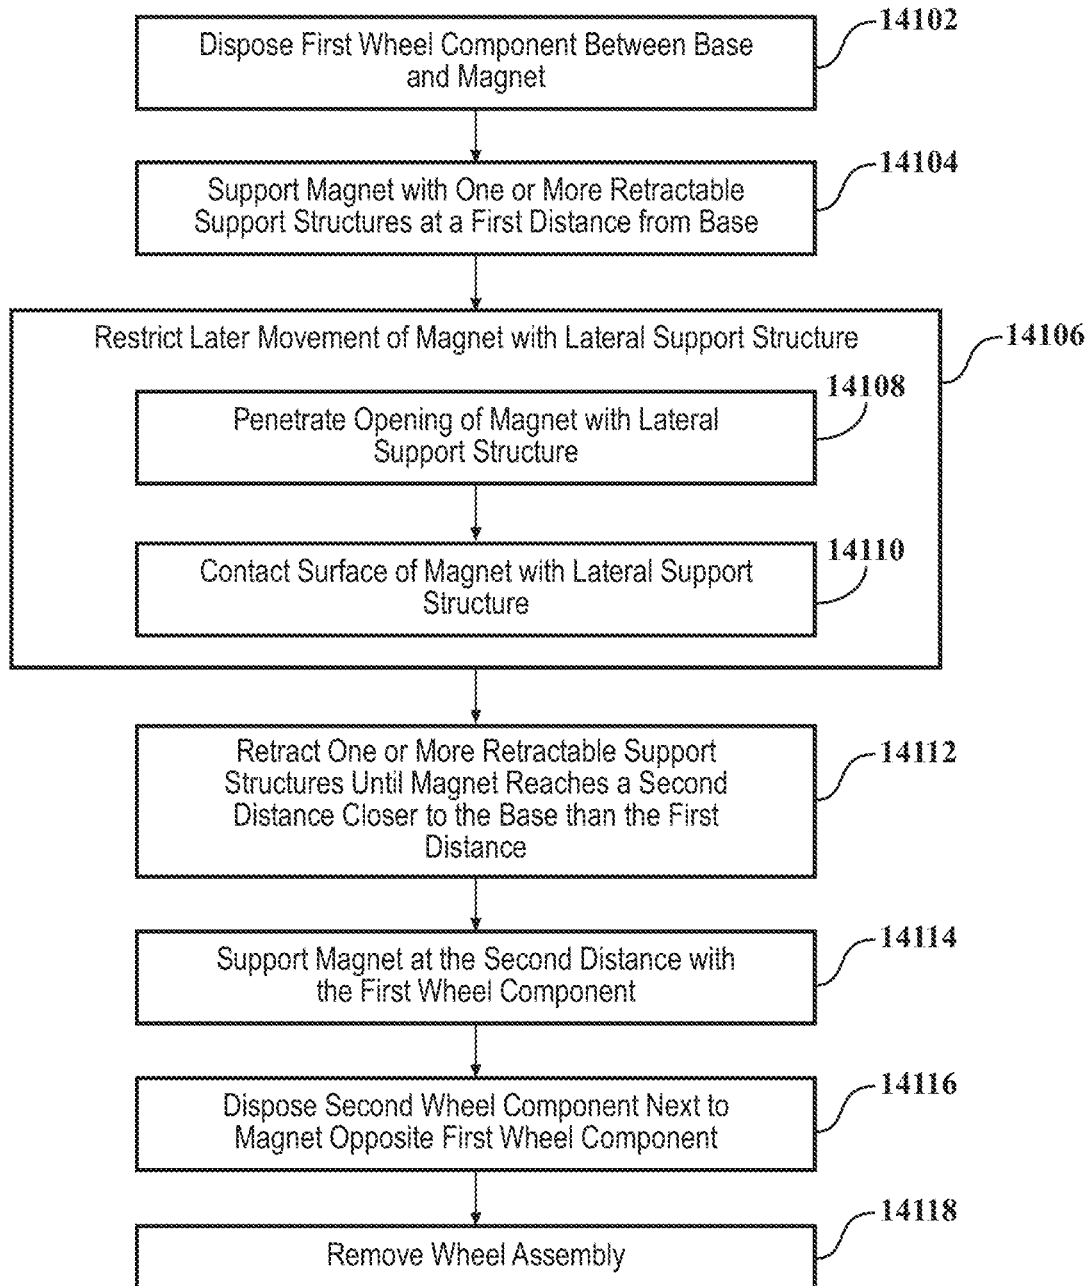 14102
Dispose First Wheel Component Between Base
and Magnet
14104
Support Magnet with One or More Retractable
Support Structures at a First Distance from Base
Restrict Later Movement of Magnet with Lateral Support Structure
14106
14108
Penetrate Opening of Magnet with Lateral
Support Structure
14110
Contact Surface of Magnet with Lateral Support
Structure
Retract One or More Retractable Support
14112
Structures Until Magnet Reaches a Second
Distance Closer to the Base than the First
Distance
14114
Support Magnet at the Second Distance with
the First Wheel Component
14116
Dispose Second Wheel Component Next to
Magnet Opposite First Wheel Component
14118
Remove Wheel Assembly